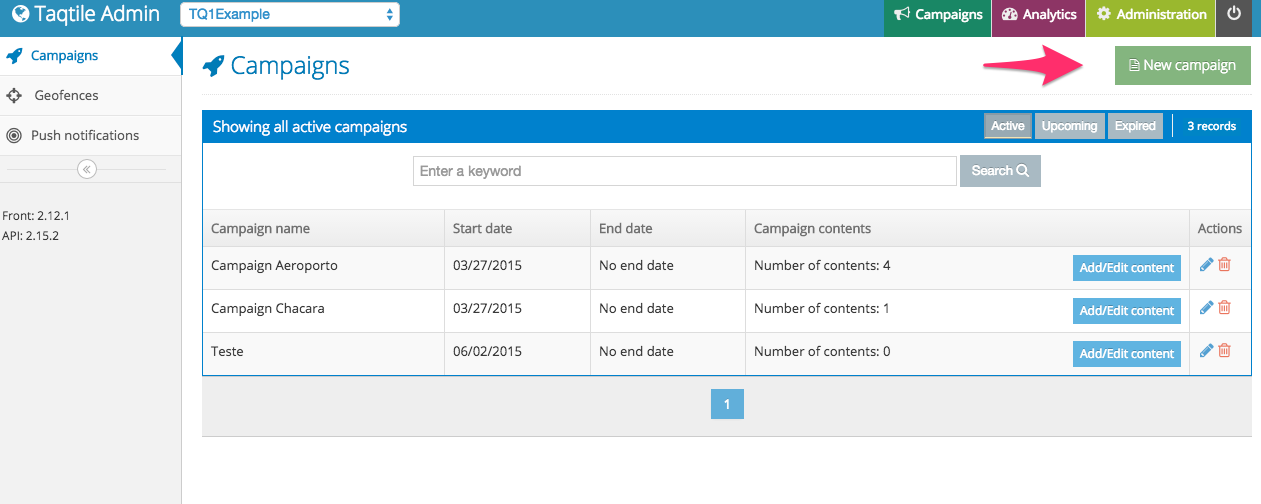 Taqtile Admin TQ1Example Campaigns Analytics Administration
Campaigns
Geofences
Push notifications
Front: 2.12.1
API: 2.15.2
Campaigns New campaign
Showing all active campaigns Active Upcoming Expired 3 records
Enter a keyword Search
Campaign name Start date End date Campaign contents Actions
Campaign Aeroporto 03/27/2015 No end date Number of contents: 4 Add/Edit content
Campaign Chacara 03/27/2015 No end date Number of contents: 1 Add/Edit content
Teste 06/02/2015 No end date Number of contents: 0 Add/Edit content
1